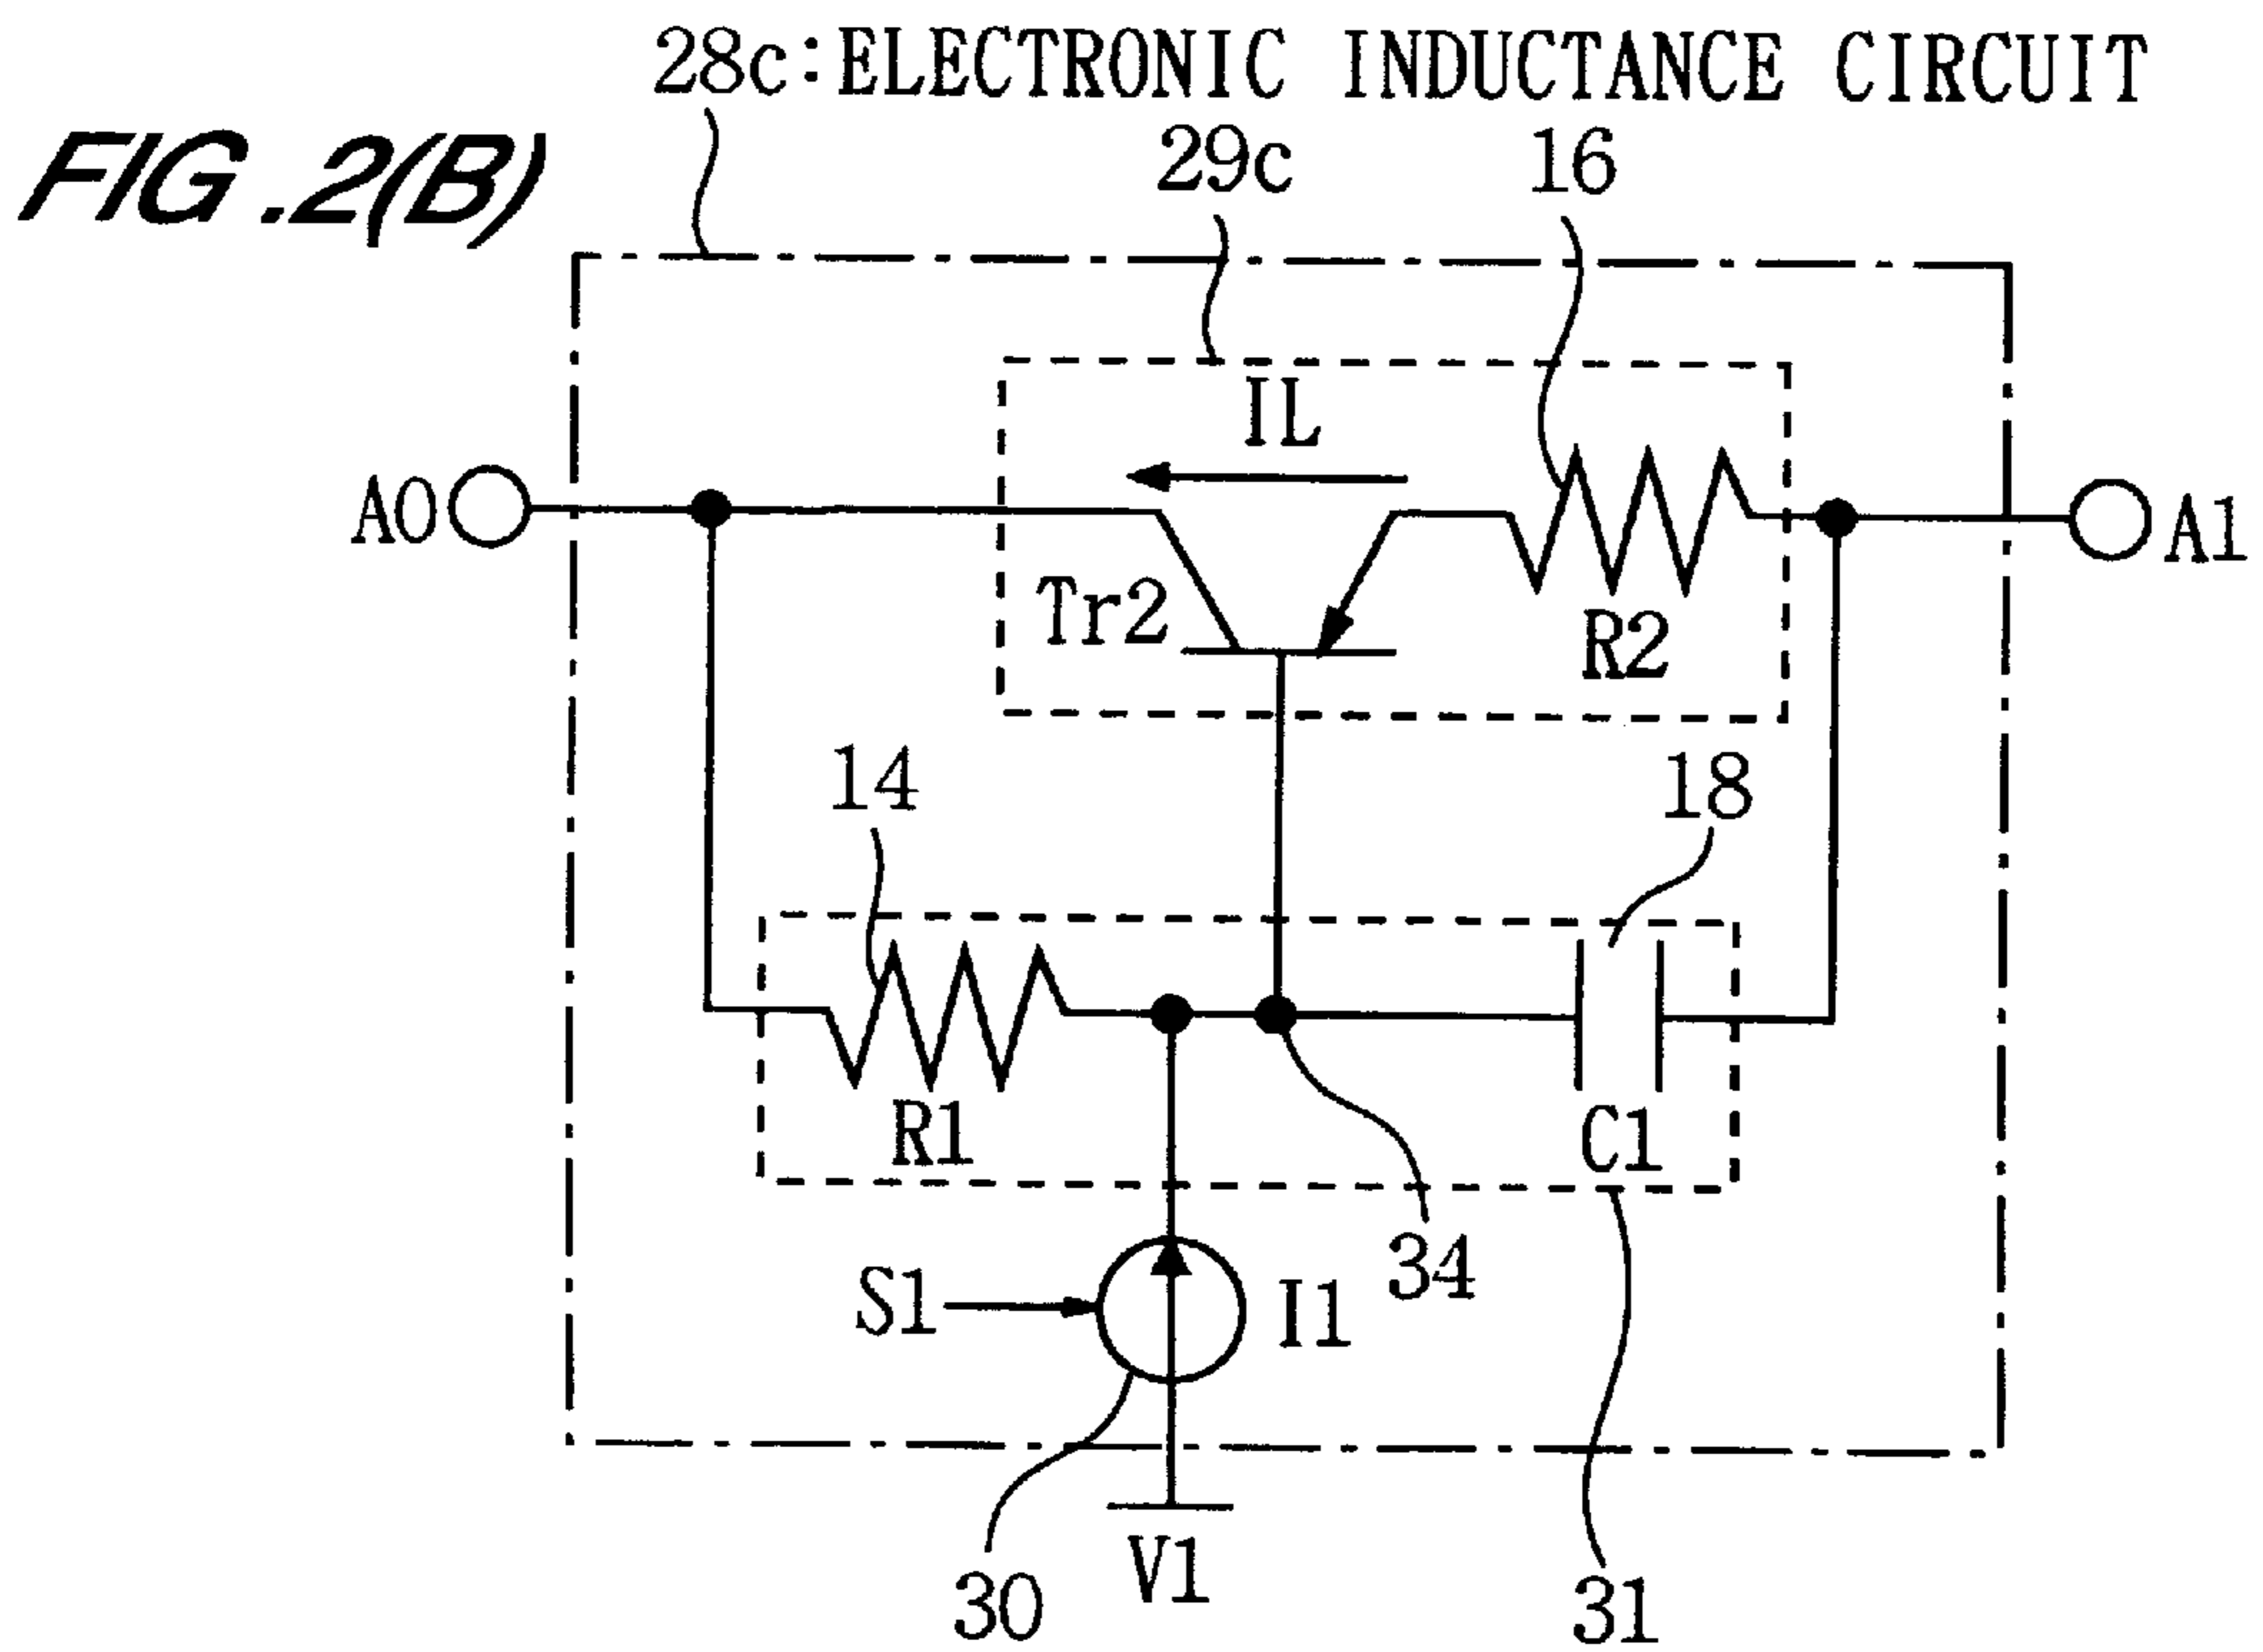 28c:ELECTRONIC INDUCTANCE CIRCUIT
FIG.2(B)
29c
16
IL
A0
A1
Tr2
R2
14
18
R1
C1
S1
I1
34
V1
30
31